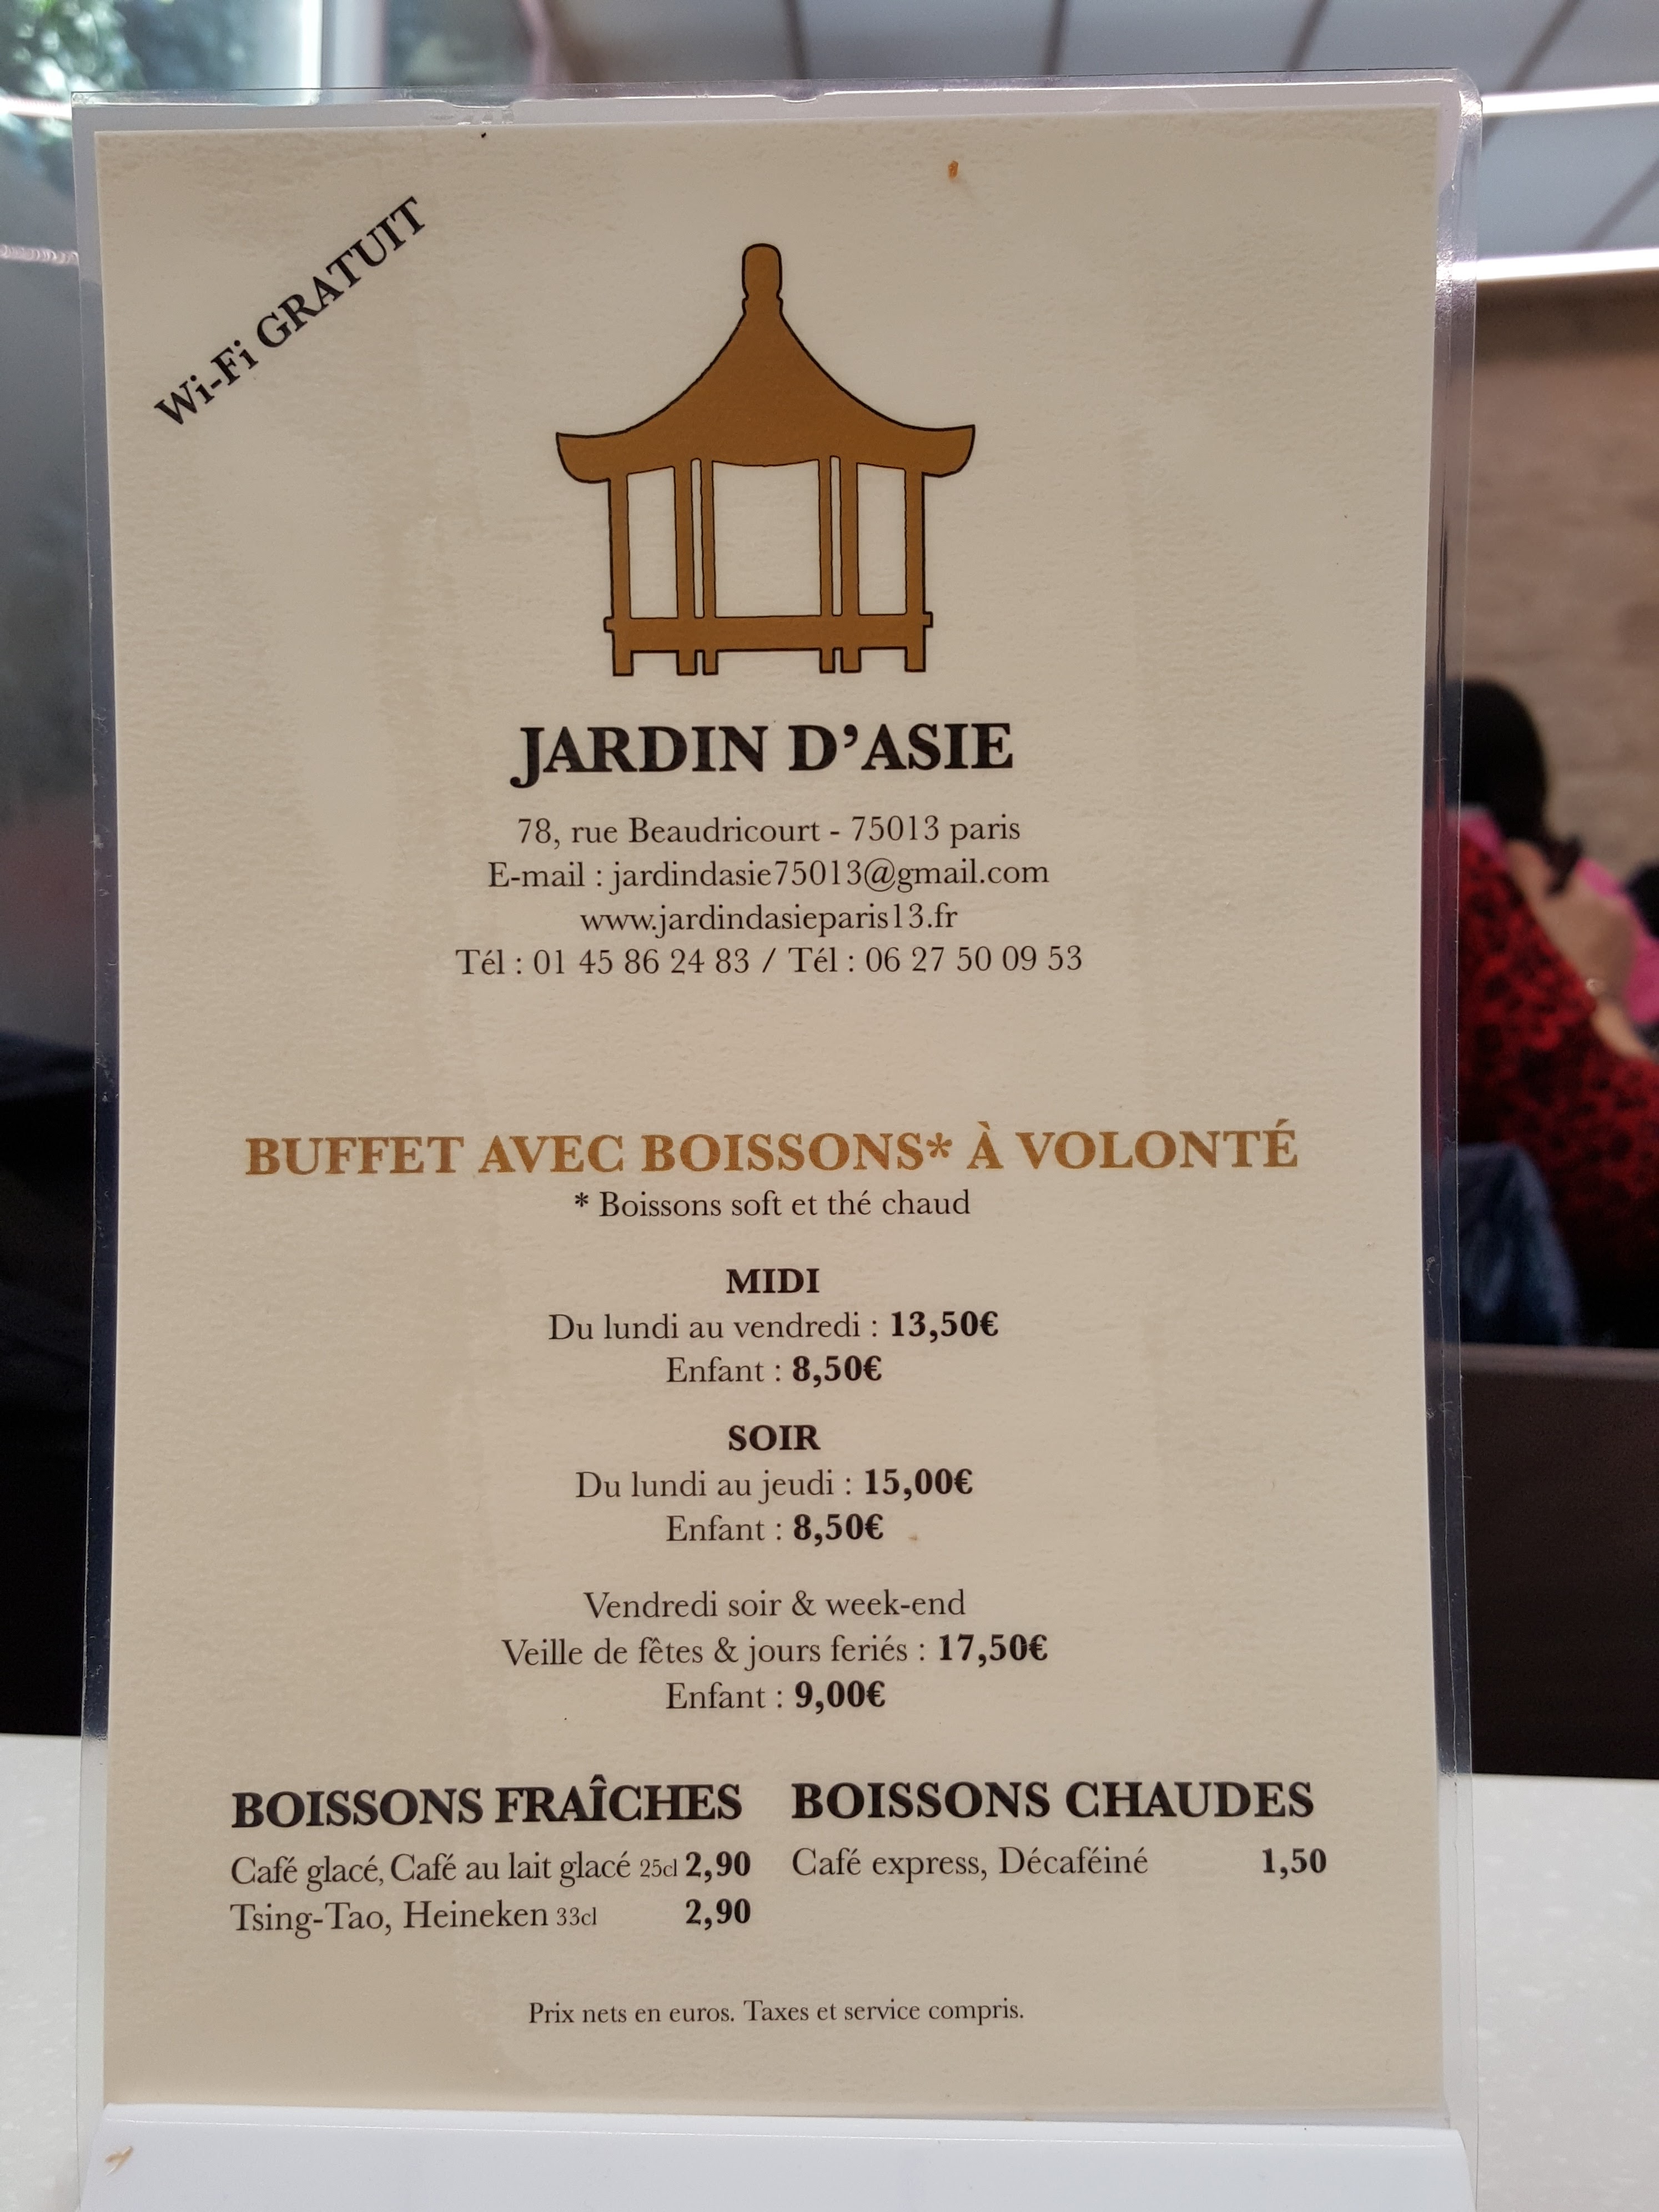 Wi-Fi GRATUIT
JARDIN D'ASIE
78, rue Beaudricourt - 75013 paris
E-mail : jardindasie75013@gmail.com
www.jardindasieparis13.fr
Tél : 01 45 86 24 83 / Tél : 06 27 50 09 53
BUFFET AVEC BOISSONS* À VOLONTÉ
* Boissons soft et thé chaud
MIDI
Du lundi au vendredi : 13,50€
Enfant : 8,50€
SOIR
Du lundi au jeudi : 15,00€
Enfant : 8,50€
Vendredi soir & week-end
Veille de fêtes & jours feriés : 17,50€
Enfant : 9,00€
BOISSONS FRAÎCHES
Café glacé, Café au lait glacé 25cl 2,90
Tsing-Tao, Heineken 33cl 2,90
BOISSONS CHAUDES
Café express, Décaféiné 1,50
Prix nets en euros. Taxes et service compris.